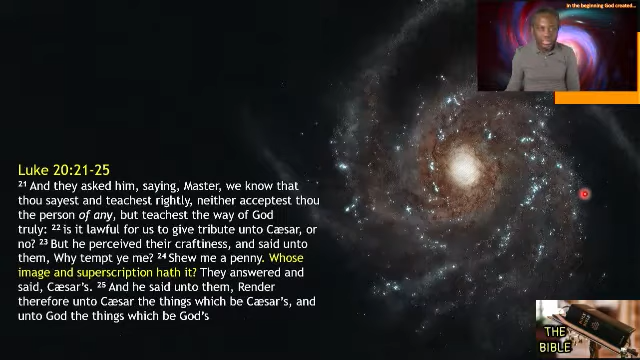 In the beginning God created...
Luke 20:21-25
21 And they asked him, saying, Master, we know that
thou sayest and teachest rightly, neither acceptest thou
the person of any, but teachest the way of God
truly: 22 is it lawful for us to give tribute unto Cæsar, or
no? 23 But he perceived their craftiness, and said unto
them, Why tempt ye me? 24 Shew me a penny. Whose
image and superscription hath it? They answered and
said, Cæsar's. 25 And he said unto them, Render
therefore unto Cæsar the things which be Cæsar's, and
unto God the things which be God's
THE
BIBLE